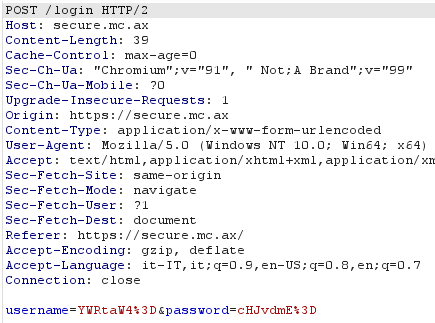 POST /login HTTP/2
Host: secure.mc.ax
Content-Length: 39
Cache-Control: max-age=0
Sec-Ch-Ua: "Chromium";v="91", " Not;A Brand";v="99"
Sec-Ch-Ua-Mobile: ?0
Upgrade-Insecure-Requests: 1
Origin: https://secure.mc.ax
Content-Type: application/x-www-form-urlencoded
User-Agent: Mozilla/5.0 (Windows NT 10.0; Win64; x64)
Accept: text/html,application/xhtml+xml,application/xm
Sec-Fetch-Site: same-origin
Sec-Fetch-Mode: navigate
Sec-Fetch-User: ?1
Sec-Fetch-Dest: document
Referer: https://secure.mc.ax/
Accept-Encoding: gzip, deflate
Accept-Language: it-IT,it;q=0.9,en-US;q=0.8,en;q=0.7
Connection: close
username=YWRtaW4%3D&password=cHJvdmE%3D